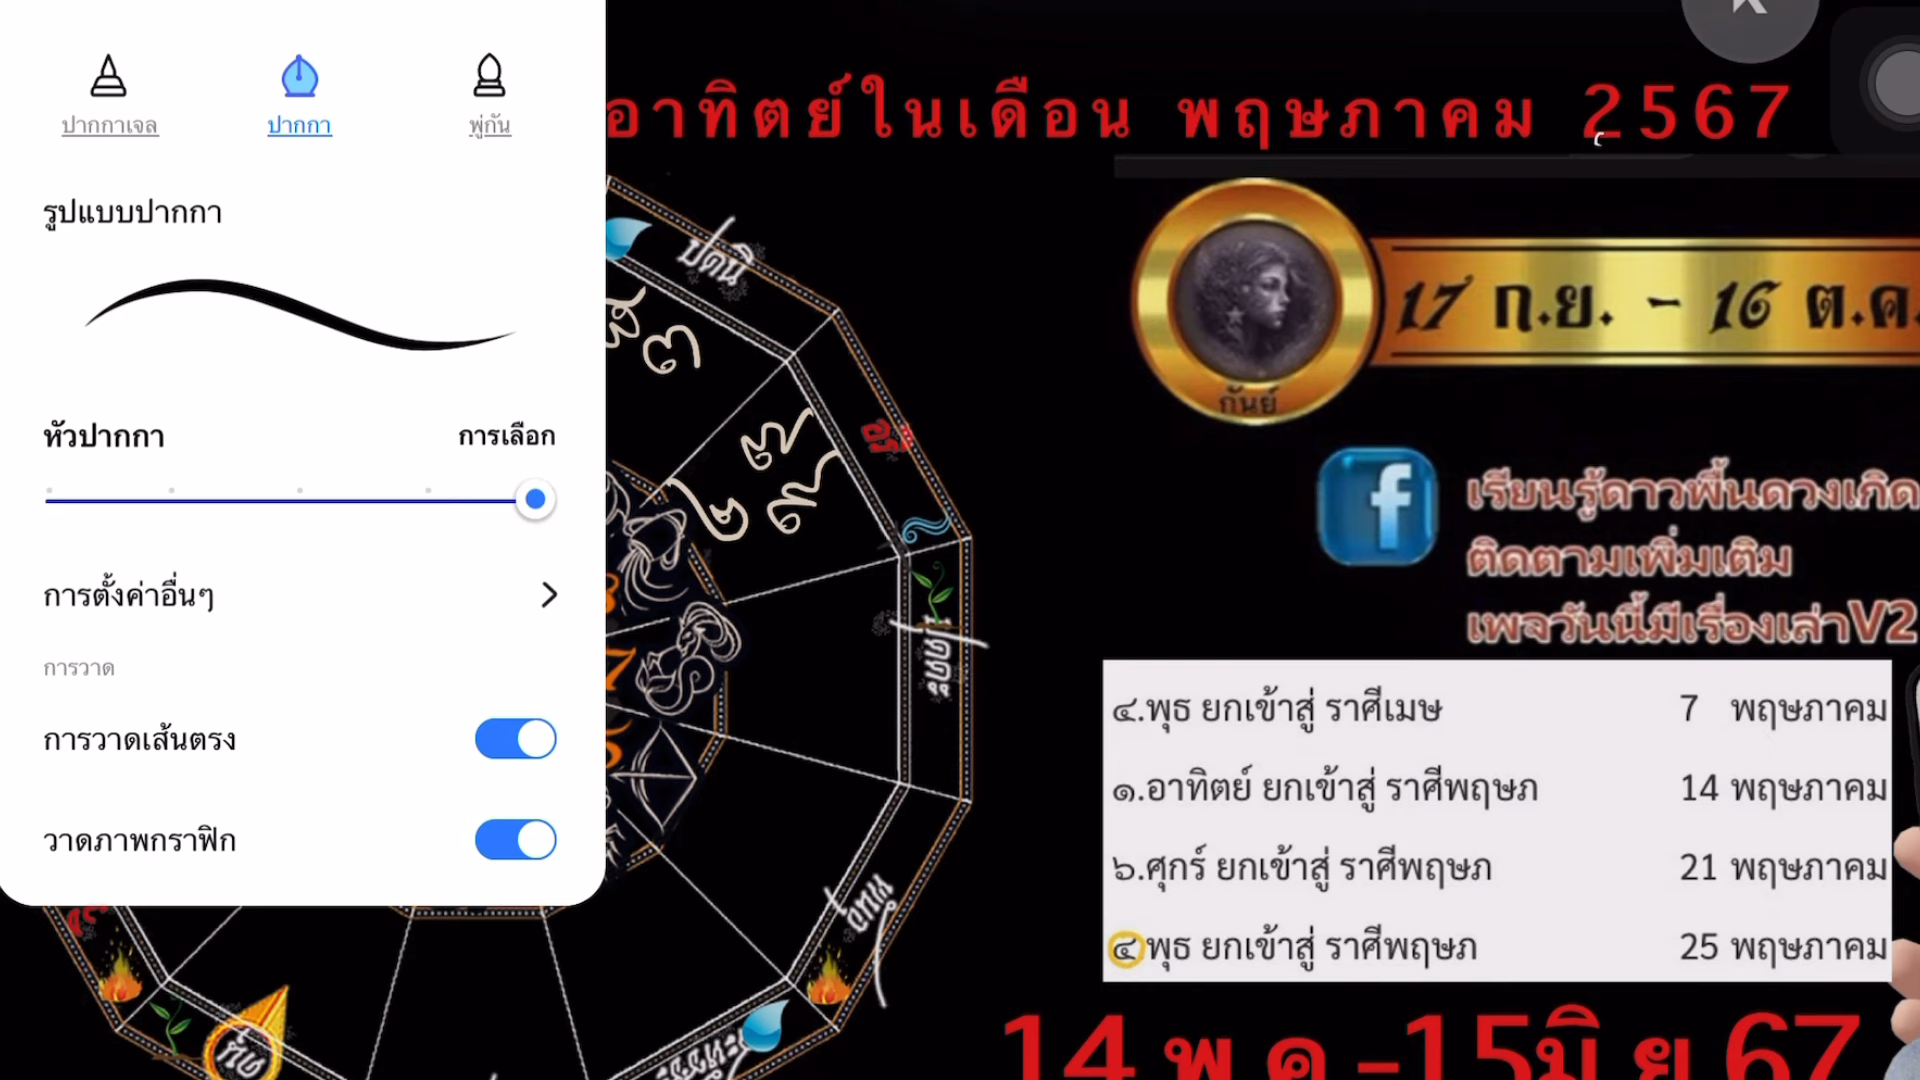 ปากกาเจล
ปากกา
พู่กัน
รูปแบบปากกา
หัวปากกา
การเลือก
การตั้งค่าอื่นๆ
การวาด
การวาดเส้นตรง
วาดภาพกราฟิก
อาทิตย์ในเดือน พฤษภาคม 2567
ปัตนิ
๓
๒
กันย์
17 ก.ย. - 16 ต.ค.
เรียนรู้ดาวพื้นดวงเกิด
ติดตามเพิ่มเติม
เพจวันนี้มีเรื่องเล่าV2
๔.พุธ ยกเข้าสู่ ราศีเมษ 7 พฤษภาคม
๑.อาทิตย์ ยกเข้าสู่ ราศีพฤษภ 14 พฤษภาคม
๖.ศุกร์ ยกเข้าสู่ ราศีพฤษภ 21 พฤษภาคม
๔ พุธ ยกเข้าสู่ ราศีพฤษภ 25 พฤษภาคม
14 พ ค -15มิ ย 67